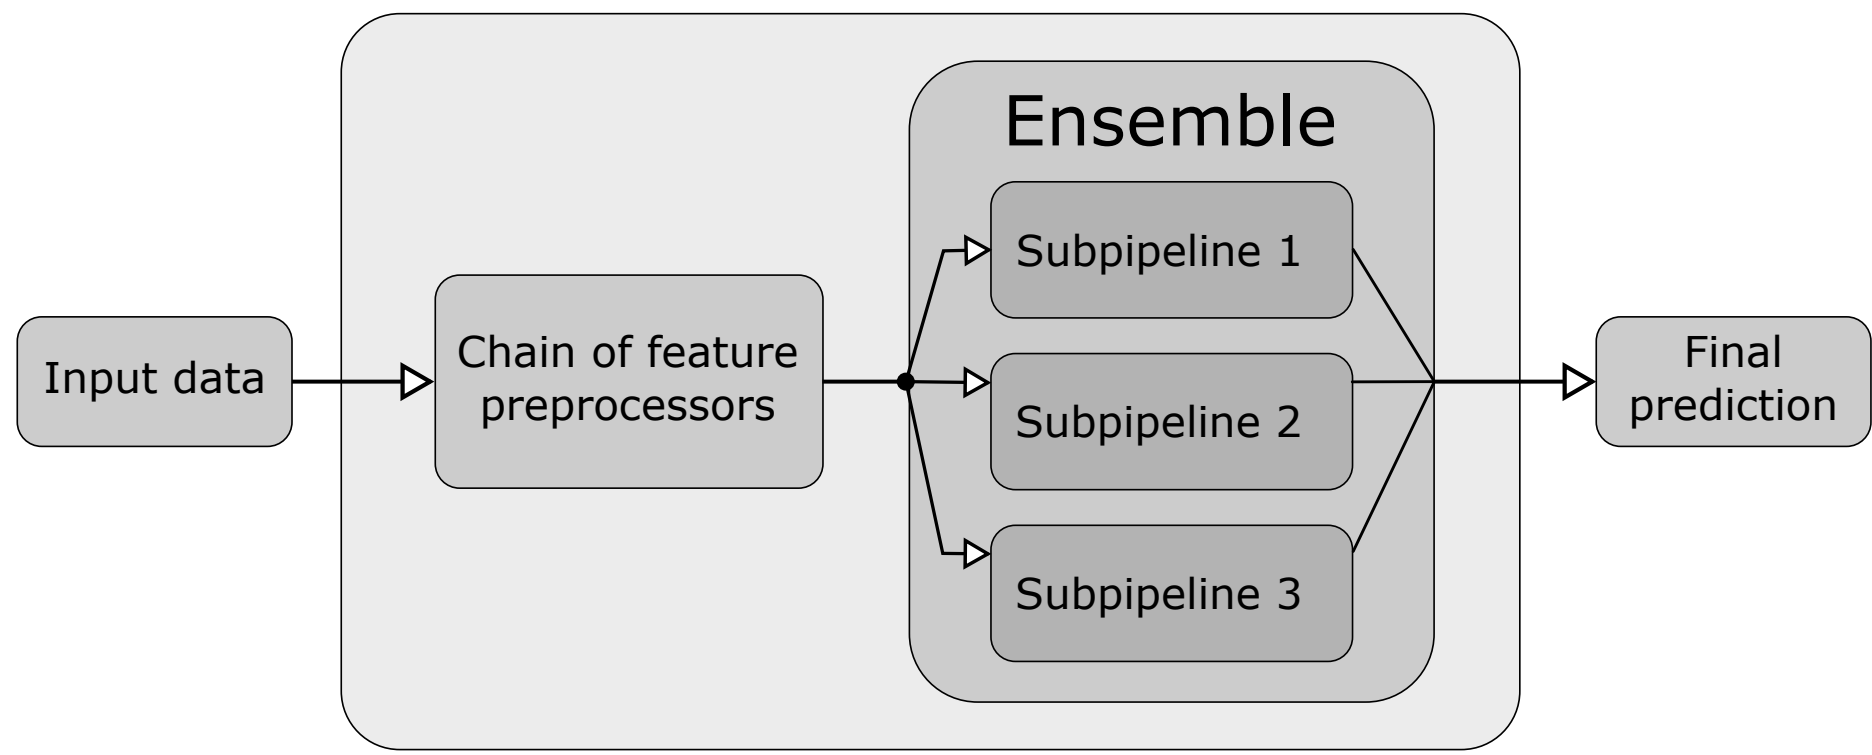 Ensemble
Subpipeline 1
Input data
Chain of feature
preprocessors
Subpipeline 2
Subpipeline 3
Final
prediction